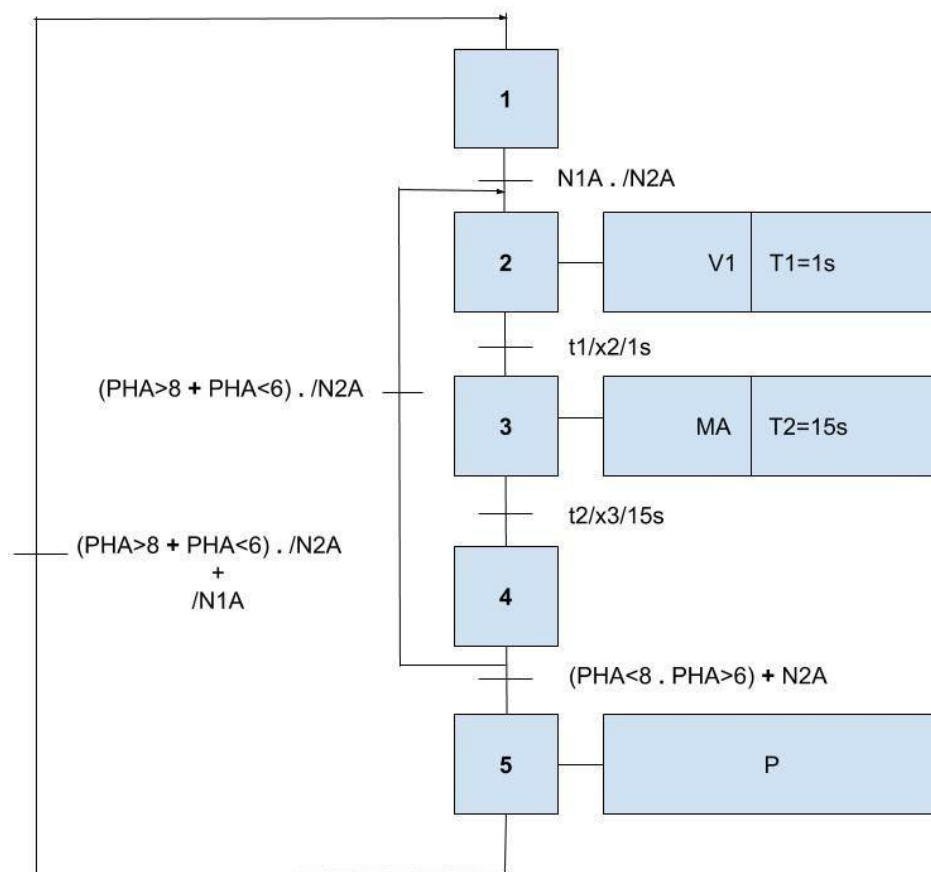 1
N1A . /N2A
2
V1
T1=1s
t1/x2/1s
(PHA>8 + PHA<6) . /N2A
3
MA
T2=15s
t2/x3/15s
(PHA>8 + PHA<6) . /N2A
+
/N1A
4
(PHA<8 . PHA>6) + N2A
5
P